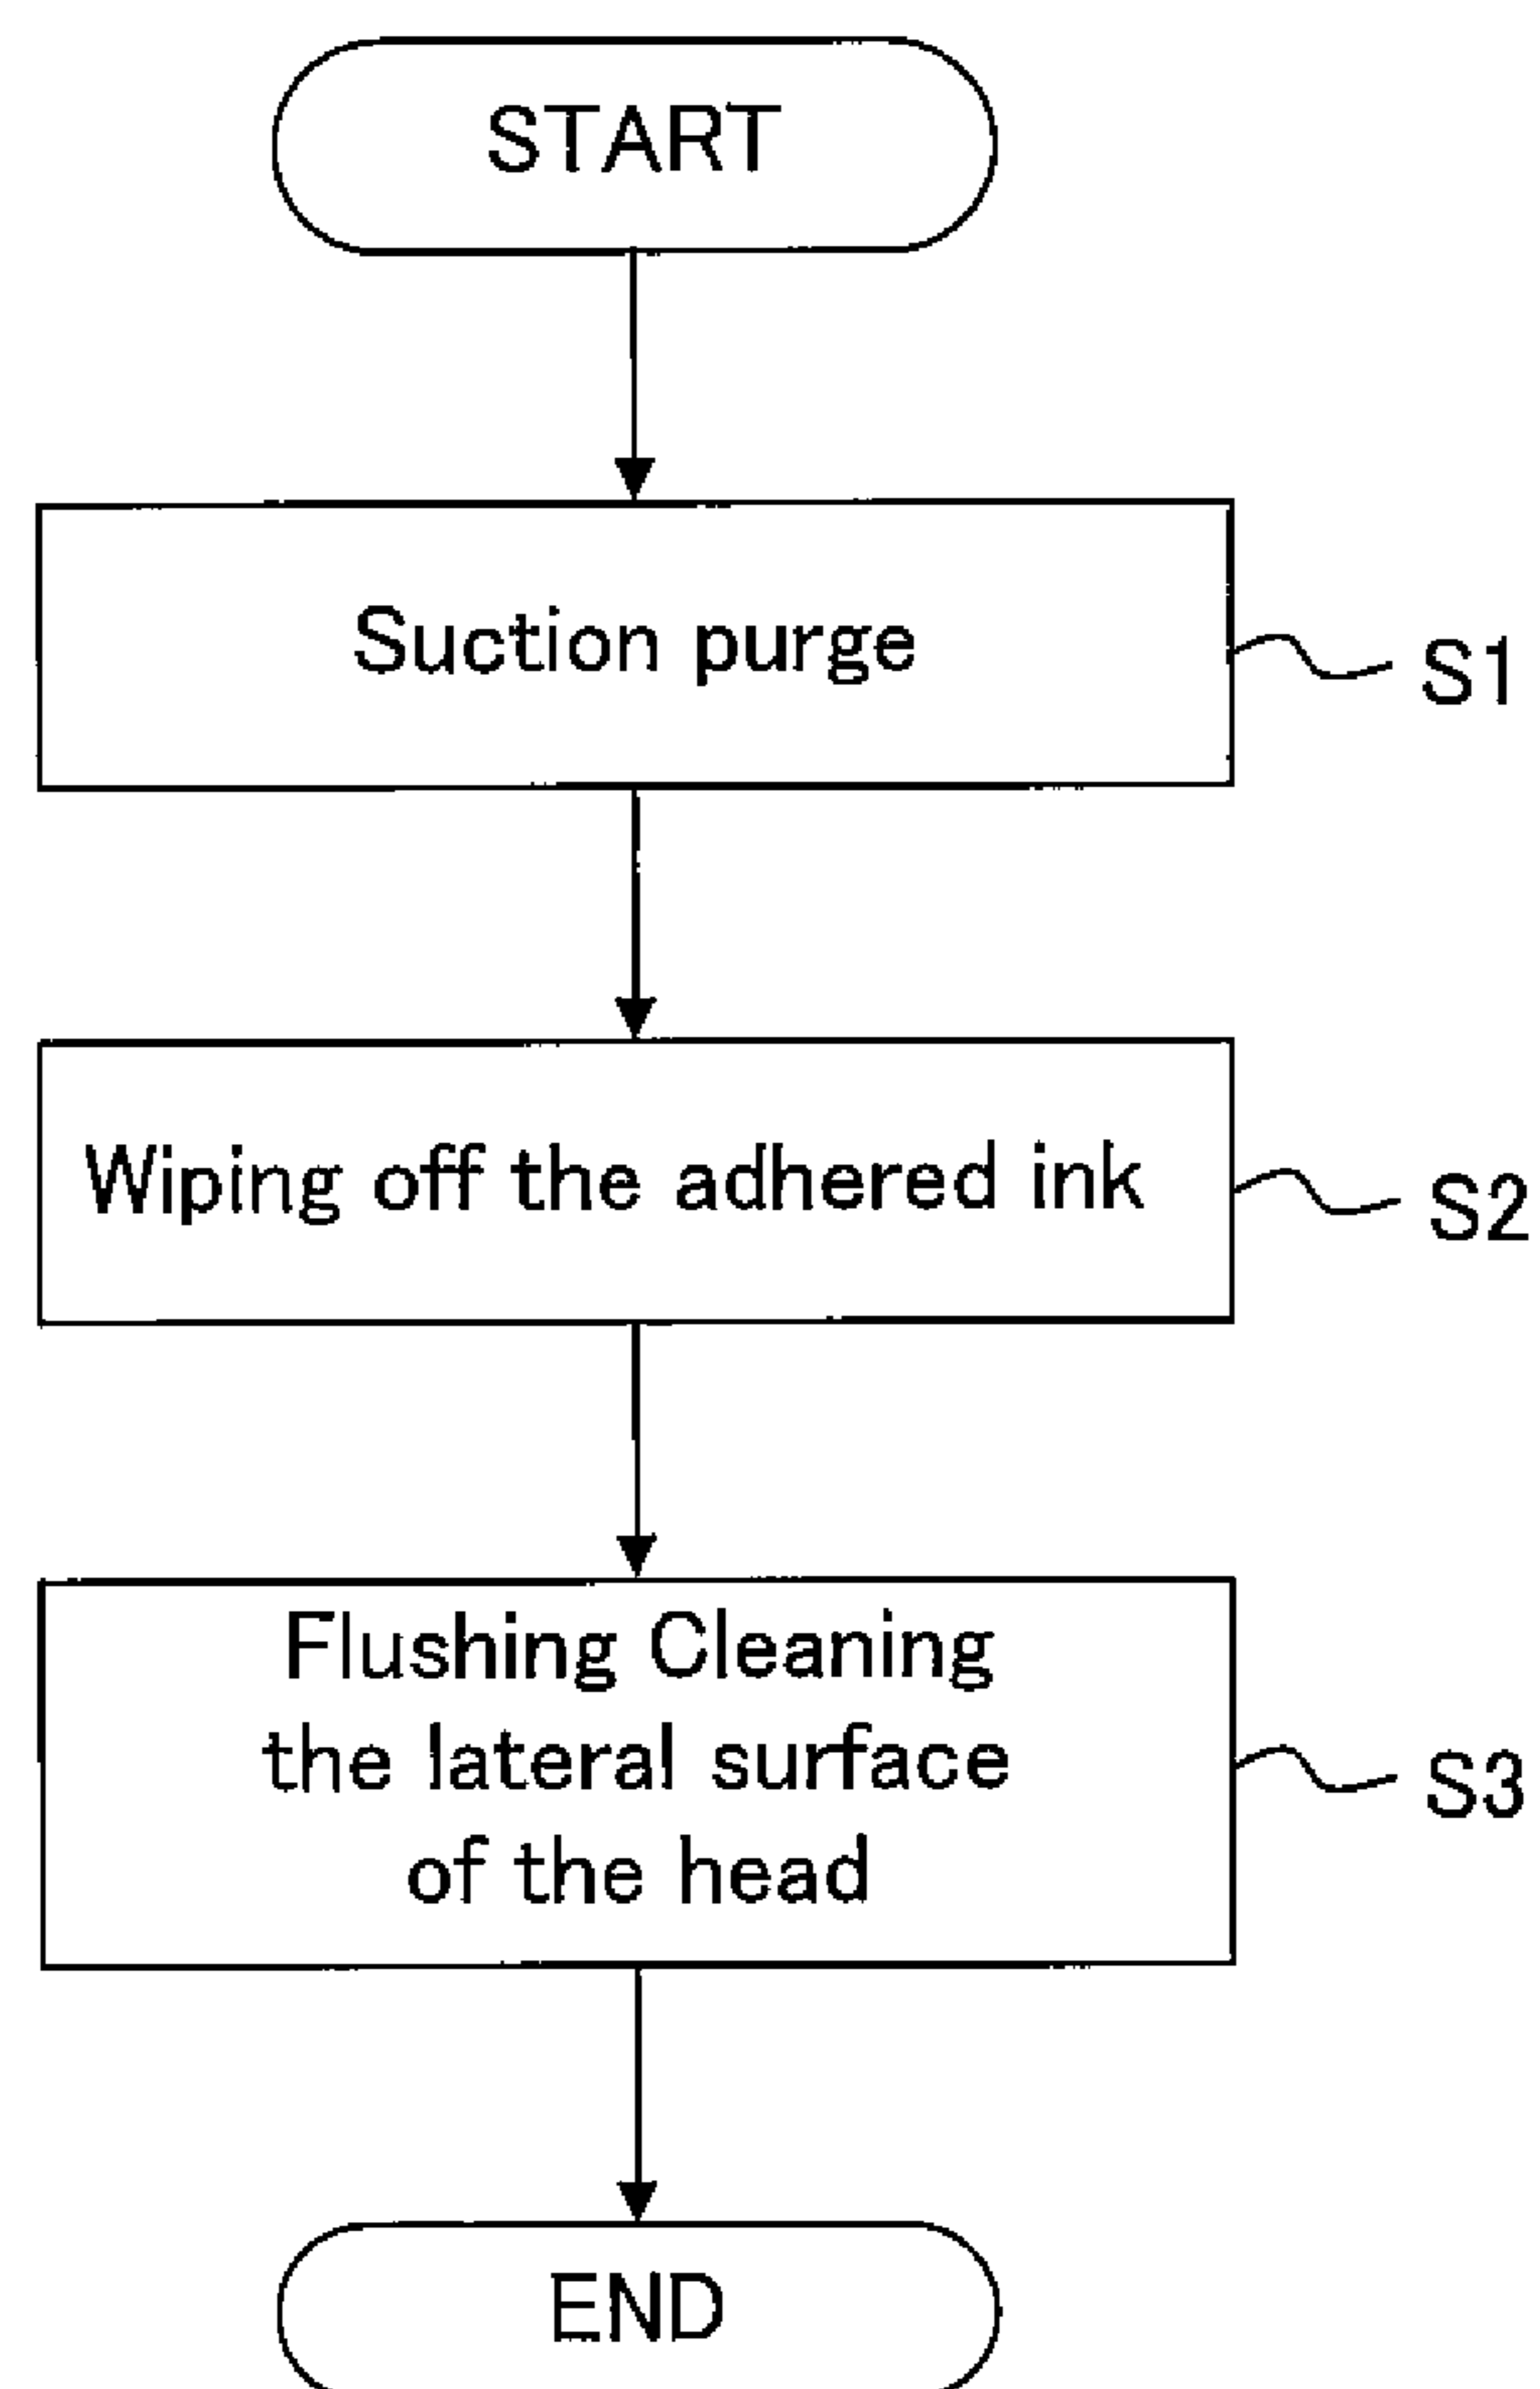 START
Suction purge
S1
Wiping off the adhered ink
S2
Flushing Cleaning
the lateral surface
of the head
S3
END